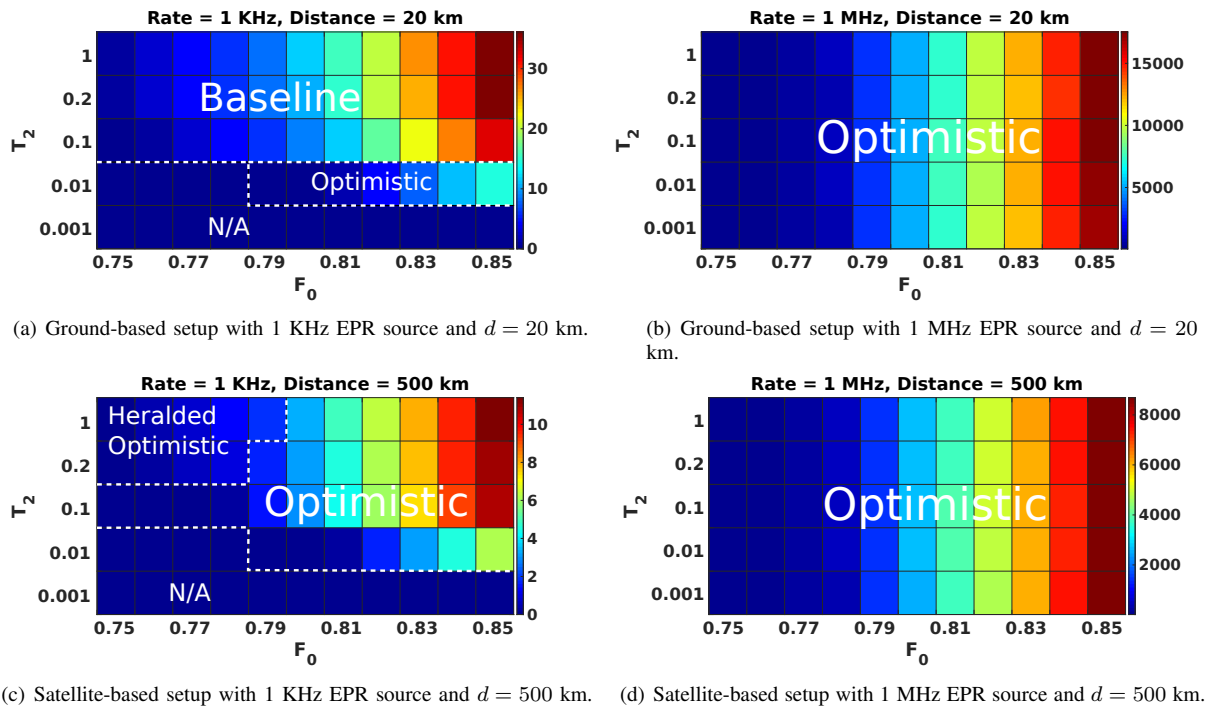 Rate = 1 KHz, Distance = 20 km
1
0.2
0.1
0.01
0.001
T2
Baseline
Optimistic
N/A
30
20
10
0
0.75 0.77 0.79 0.81 0.83 0.85
F0
(a) Ground-based setup with 1 KHz EPR source and d = 20 km.
Rate = 1 MHz, Distance = 20 km
1
0.2
0.1
0.01
0.001
T2
Optimistic
15000
10000
5000
0.75 0.77 0.79 0.81 0.83 0.85
F0
(b) Ground-based setup with 1 MHz EPR source and d = 20
km.
Rate = 1 KHz, Distance = 500 km
1
0.2
0.1
0.01
0.001
T2
Heralded
Optimistic
Optimistic
N/A
10
8
6
4
2
0
0.75 0.77 0.79 0.81 0.83 0.85
F0
(c) Satellite-based setup with 1 KHz EPR source and d = 500 km.
Rate = 1 MHz, Distance = 500 km
1
0.2
0.1
0.01
0.001
T2
Optimistic
8000
6000
4000
2000
0.75 0.77 0.79 0.81 0.83 0.85
F0
(d) Satellite-based setup with 1 MHz EPR source and d = 500 km.